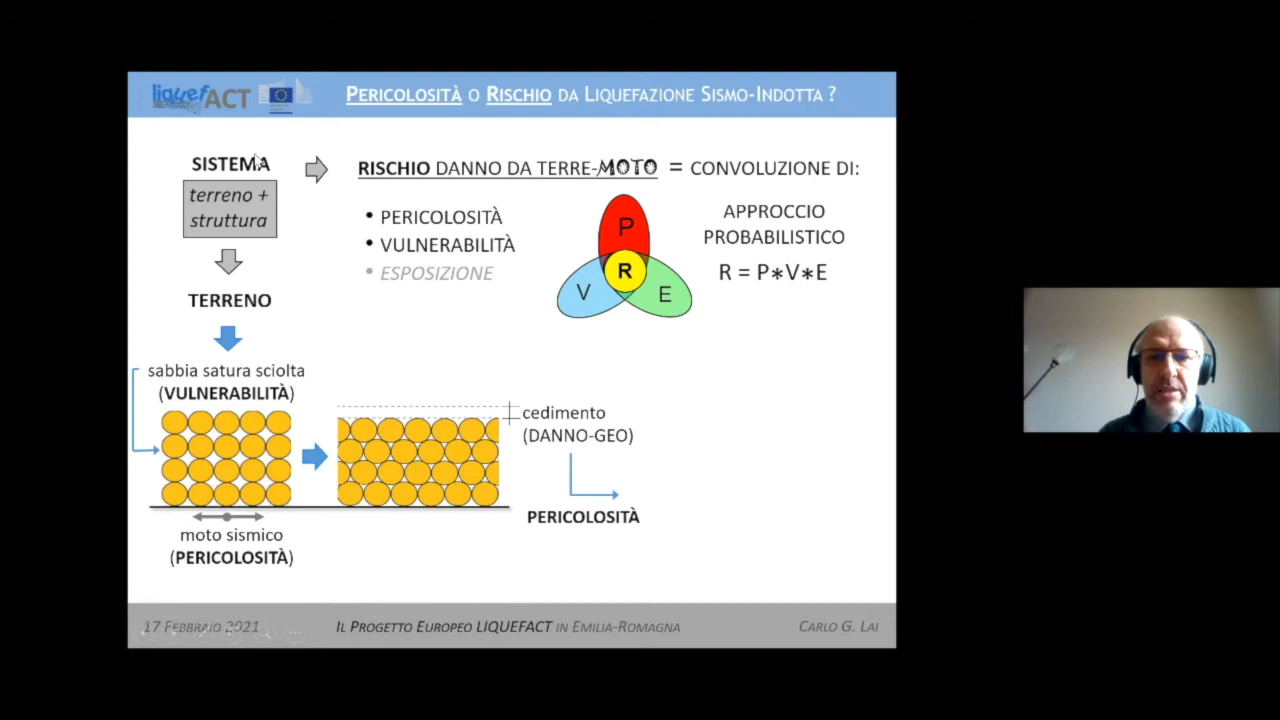 liquefACT
PERICOLOSITÀ O RISCHIO DA LIQUEFAZIONE SISMO-INDOTTA ?
SISTEMA
terreno +
struttura
TERRENO
sabbia satura sciolta
(VULNERABILITÀ)
moto sismico
(PERICOLOSITÀ)
RISCHIO DANNO DA TERRE-MOTO = CONVOLUZIONE DI:
• PERICOLOSITÀ
• VULNERABILITÀ
• ESPOSIZIONE
P
R
V
E
APPROCCIO
PROBABILISTICO
R = P*V*E
cedimento
(DANNO-GEO)
PERICOLOSITÀ
17 FEBBRAIO 2021
IL PROGETTO EUROPEO LIQUEFACT IN EMILIA-ROMAGNA
CARLO G. LAI